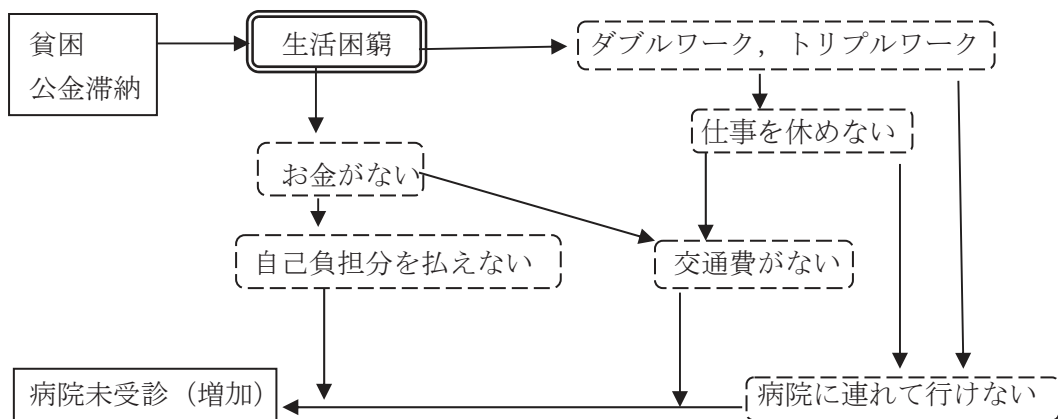 貧困
公金滞納
生活困窮
ダブルワーク,トリプルワーク
仕事を休めない
お金がない
自己負担分を払えない
交通費がない
病院未受診(増加)
病院に連れて行けない